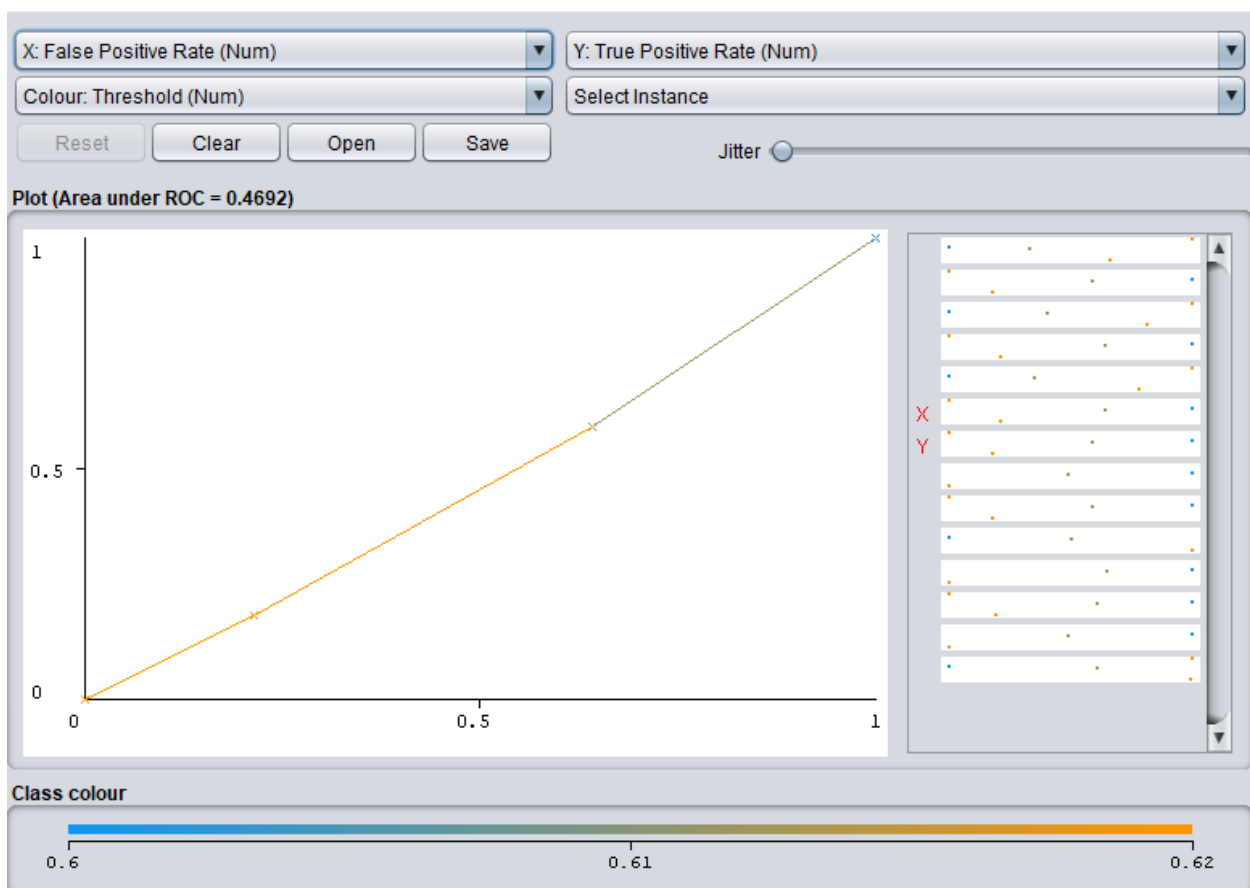 X: False Positive Rate (Num) Y: True Positive Rate (Num)
Colour: Threshold (Num) Select Instance
Reset Clear Open Save Jitter
Plot (Area under ROC = 0.4692)
1
0.5
0
0 0.5 1
X
Y
Class colour
0.6 0.61 0.62